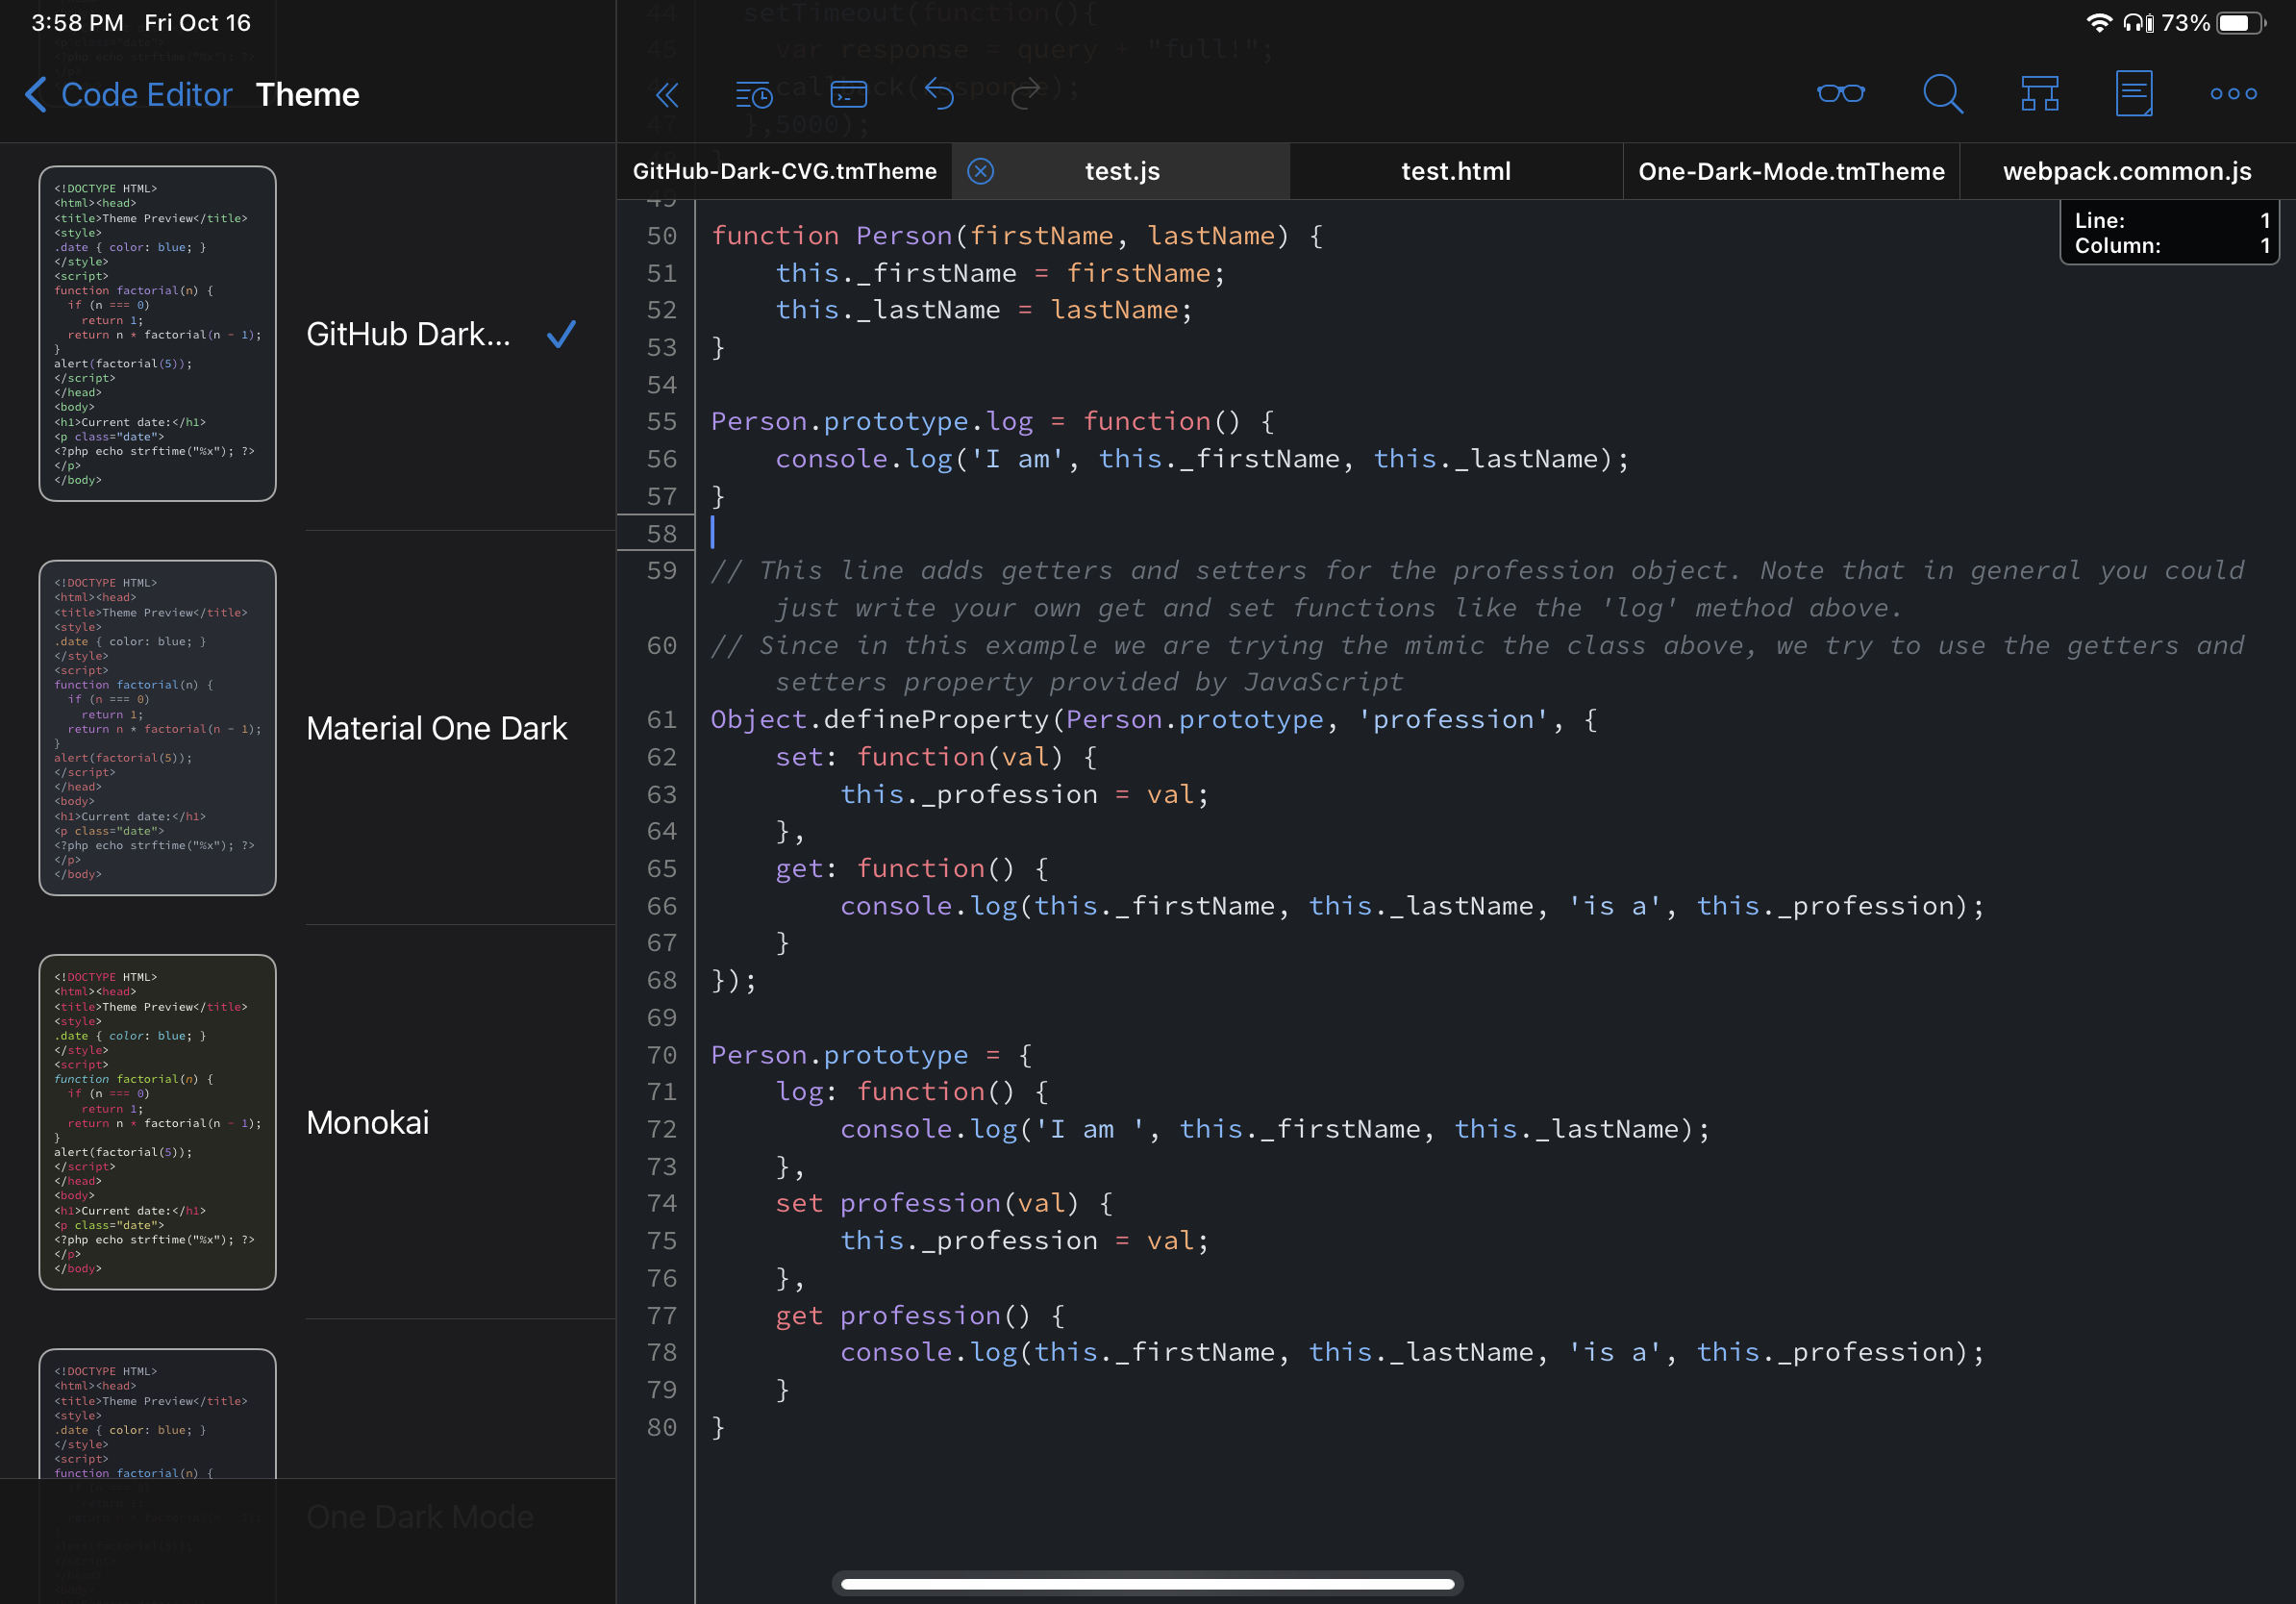 3:58 PM Fri Oct 16
73%
Code Editor Theme
<!DOCTYPE HTML>
<html><head>
<title>Theme Preview</title>
<style>
.date { color: blue; }
</style>
<script>
function factorial(n) {
  if (n === 0)
    return 1;
  return n * factorial(n - 1);
}
alert(factorial(5));
</script>
</head>
<body>
<h1>Current date:</h1>
<p class="date">
<?php echo strftime("%x"); ?>
</p>
</body>
GitHub Dark...
<!DOCTYPE HTML>
<html><head>
<title>Theme Preview</title>
<style>
.date { color: blue; }
</style>
<script>
function factorial(n) {
  if (n === 0)
    return 1;
  return n * factorial(n - 1);
}
alert(factorial(5));
</script>
</head>
<body>
<h1>Current date:</h1>
<p class="date">
<?php echo strftime("%x"); ?>
</p>
</body>
Material One Dark
<!DOCTYPE HTML>
<html><head>
<title>Theme Preview</title>
<style>
.date { color: blue; }
</style>
<script>
function factorial(n) {
  if (n === 0)
    return 1;
  return n * factorial(n - 1);
}
alert(factorial(5));
</script>
</head>
<body>
<h1>Current date:</h1>
<p class="date">
<?php echo strftime("%x"); ?>
</p>
</body>
Monokai
<!DOCTYPE HTML>
<html><head>
<title>Theme Preview</title>
<style>
.date { color: blue; }
</style>
<script>
function factorial(n) {
One Dark Mode
44   setTimeout(function(){
45     var response = query + "full!";
callback(response);
47   },5000);
GitHub-Dark-CVG.tmTheme test.js test.html One-Dark-Mode.tmTheme webpack.common.js
Line: 1
Column: 1
49
50 function Person(firstName, lastName) {
51     this._firstName = firstName;
52     this._lastName = lastName;
53 }
54
55 Person.prototype.log = function() {
56     console.log('I am', this._firstName, this._lastName);
57 }
58
59 // This line adds getters and setters for the profession object. Note that in general you could
just write your own get and set functions like the 'log' method above.
60 // Since in this example we are trying the mimic the class above, we try to use the getters and
setters property provided by JavaScript
61 Object.defineProperty(Person.prototype, 'profession', {
62     set: function(val) {
63         this._profession = val;
64     },
65     get: function() {
66         console.log(this._firstName, this._lastName, 'is a', this._profession);
67     }
68 });
69
70 Person.prototype = {
71     log: function() {
72         console.log('I am ', this._firstName, this._lastName);
73     },
74     set profession(val) {
75         this._profession = val;
76     },
77     get profession() {
78         console.log(this._firstName, this._lastName, 'is a', this._profession);
79     }
80 }